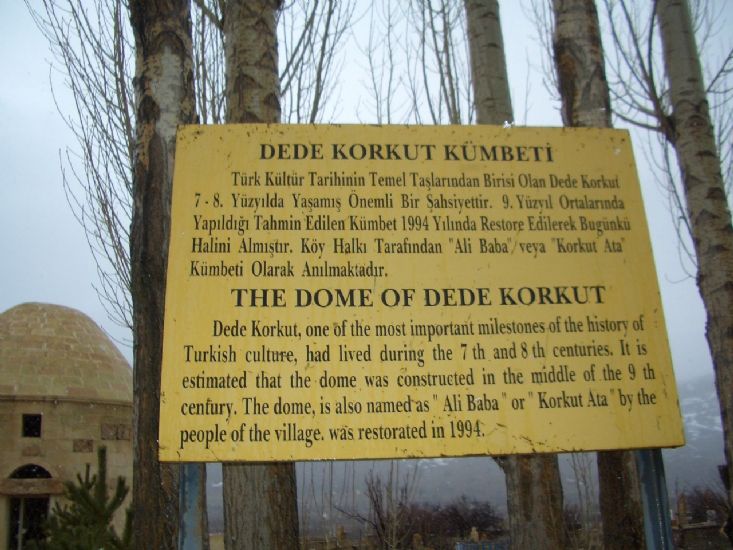 DEDE KORKUT KÜMBETİ
Türk Kültür Tarihinin Temel Taşlarından Birisi Olan Dede Korkut
7 - 8. Yüzyılda Yaşamış Önemli Bir Şahsiyettir. 9. Yüzyıl Ortalarında
Yapıldığı Tahmin Edilen Kümbet 1994 Yılında Restore Edilerek Bugünkü
Halini Almıştır. Köy Halkı Tarafından "Ali Baba" veya "Korkut Ata"
Kümbeti Olarak Anılmaktadır.
THE DOME OF DEDE KORKUT
Dede Korkut, one of the most important milestones of the history of
Turkish culture, had lived during the 7 th and 8 th centuries. It is
estimated that the dome was constructed in the middle of the 9 th
century. The dome, is also named as " Ali Baba " or " Korkut Ata " by the
people of the village. was restorated in 1994.